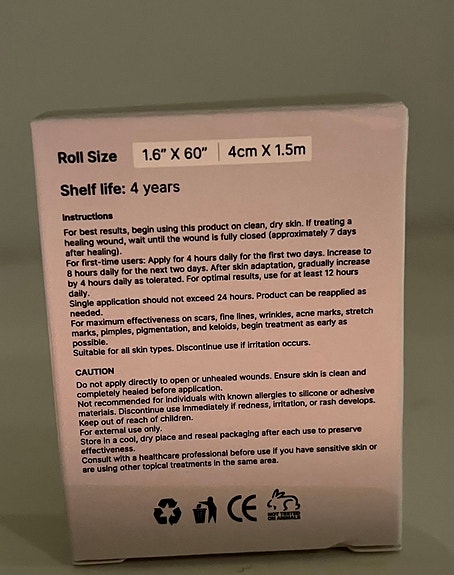 Roll Size 1.6” X 60” 4cm X 1.5m
Shelf life: 4 years
Instructions
For best results, begin using this product on clean, dry skin. If treating a
healing wound, wait until the wound is fully closed (approximately 7 days
after healing).
For first-time users: Apply for 4 hours daily for the first two days. Increase to
8 hours daily for the next two days. After skin adaptation, gradually increase
by 4 hours daily as tolerated. For optimal results, use for at least 12 hours
daily.
Single application should not exceed 24 hours. Product can be reapplied as
needed.
For maximum effectiveness on scars, fine lines, wrinkles, acne marks, stretch
marks, pimples, pigmentation, and keloids, begin treatment as early as
possible.
Suitable for all skin types. Discontinue use if irritation occurs.
CAUTION
Do not apply directly to open or unhealed wounds. Ensure skin is clean and
completely healed before application.
Not recommended for individuals with known allergies to silicone or adhesive
materials. Discontinue use immediately if redness, irritation, or rash develops.
Keep out of reach of children.
For external use only.
Store in a cool, dry place and reseal packaging after each use to preserve
effectiveness.
Consult with a healthcare professional before use if you have sensitive skin or
are using other topical treatments in the same area.
CE
NOT TESTED
ON ANIMALS